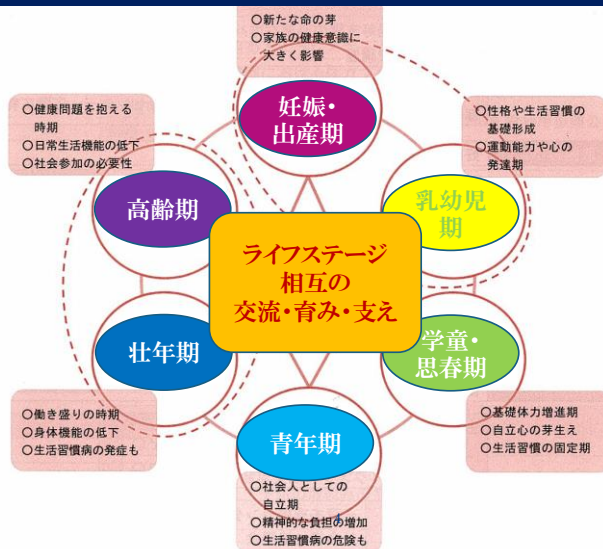 ○新たな命の芽
○家族の健康意識に
大きく影響
妊娠・
出産期
○性格や生活習慣の
基礎形成
○運動能力や心の
発達期
乳幼児
期
学童・
思春期
○基礎体力増進期
○自立心の芽生え
○生活習慣の固定期
青年期
○社会人としての
自立期
○精神的な負担の増加
○生活習慣病の危険も
壮年期
○働き盛りの時期
○身体機能の低下
○生活習慣病の発症も
高齢期
○健康問題を抱える
時期
○日常生活機能の低下
○社会参加の必要性
ライフステージ
相互の
交流・育み・支え